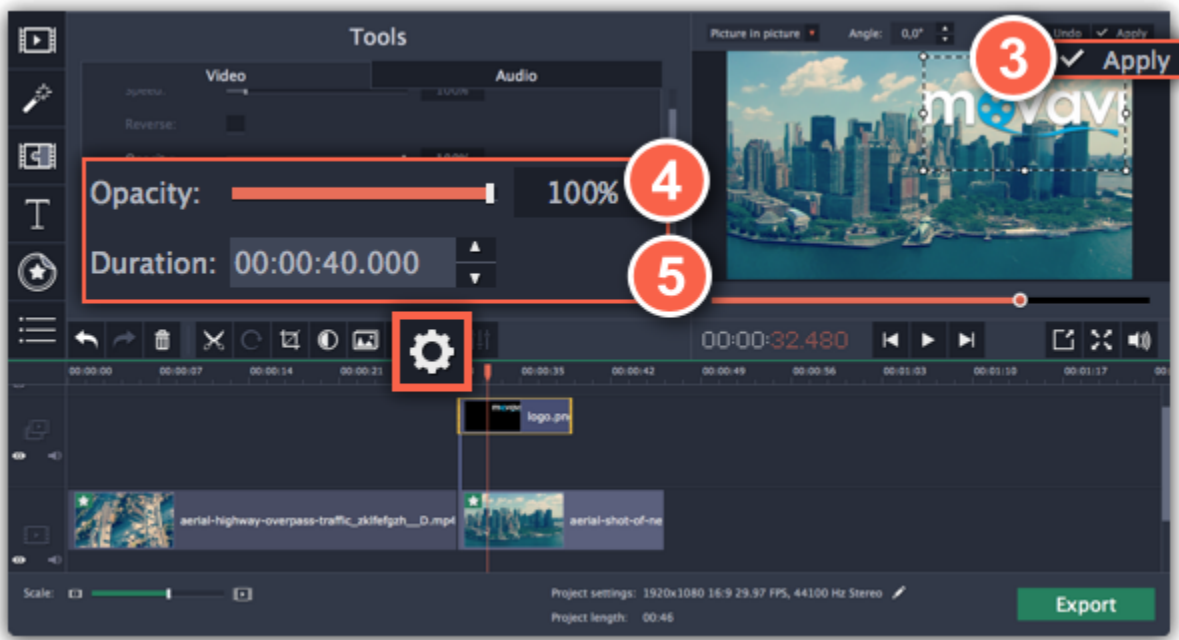 Tools
Video
Audio
Speed:
100%
Reverse:
Opacity:
100%
4
Duration:
00:00:40.000
5
Picture in picture
Angle: 0,0°
Undo
Apply
3
Apply
movavi
00:00:32.480
00:00:00
00:00:07
00:00:14
00:00:21
00:00:35
00:00:42
00:00:49
00:00:56
00:01:03
00:01:10
00:01:17
movavi
logo.pn
aerial-highway-overpass-traffic_zklfefgzh__D.mp4
aerial-shot-of-ne
Scale:
Project settings: 1920x1080 16:9 29.97 FPS, 44100 Hz Stereo
Project length: 00:46
Export